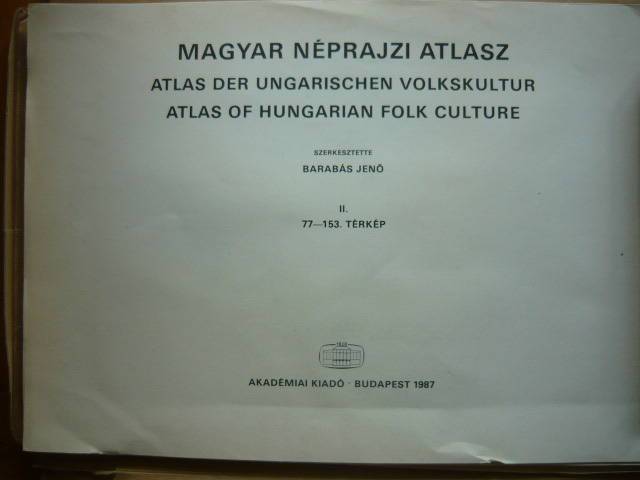 MAGYAR NÉPRAJZI ATLASZ
ATLAS DER UNGARISCHEN VOLKSKULTUR
ATLAS OF HUNGARIAN FOLK CULTURE
SZERKESZTETTE
BARABÁS JENŐ
II.
77—153. TÉRKÉP
1828
AKADÉMIAI KIADÓ · BUDAPEST 1987